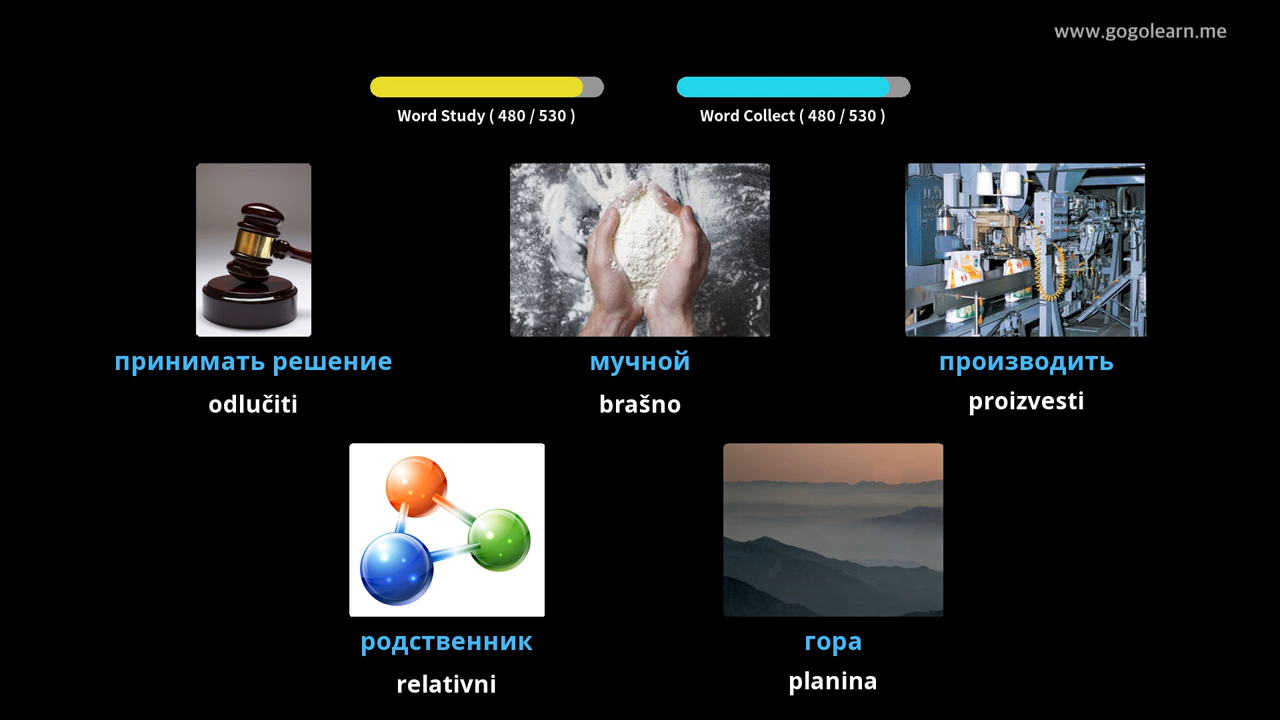 www.gogolearn.me
Word Study ( 480 / 530 )
Word Collect ( 480 / 530 )
принимать решение
odlučiti
мучной
brašno
производить
proizvesti
родственник
relativni
гора
planina